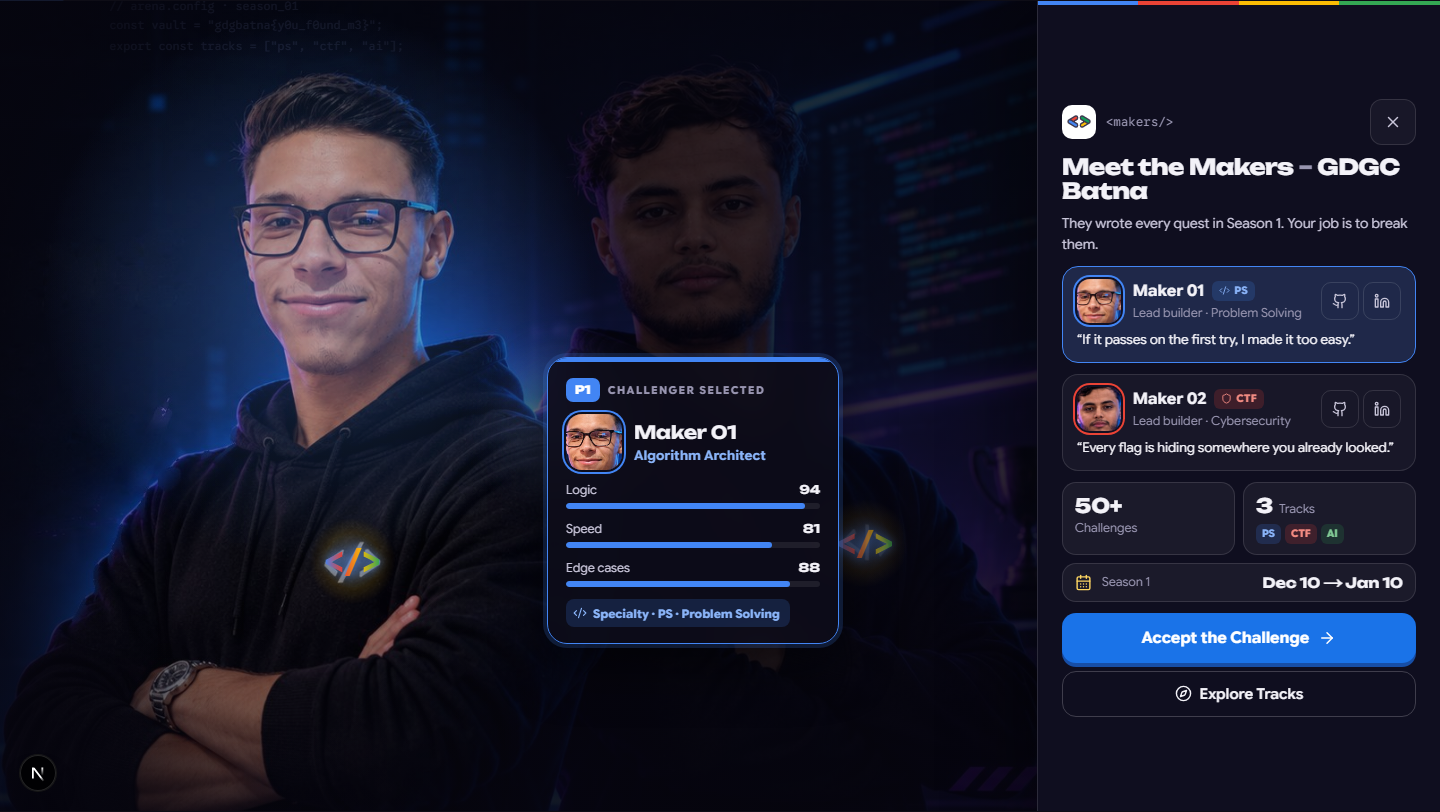 // arena.config · season_01
const vault = "gdgbatna{y0u_f0und_m3}";
export const tracks = ["ps", "ctf", "ai"];
<makers/>
Meet the Makers – GDGC
Batna
They wrote every quest in Season 1. Your job is to break
them.
Maker 01
</> PS
Lead builder · Problem Solving
“If it passes on the first try, I made it too easy.”
Maker 02
CTF
Lead builder · Cybersecurity
“Every flag is hiding somewhere you already looked.”
50+
Challenges
3 Tracks
PS CTF AI
Season 1
Dec 10 → Jan 10
Accept the Challenge →
Explore Tracks
P1 CHALLENGER SELECTED
Maker 01
Algorithm Architect
Logic 94
Speed 81
Edge cases 88
</> Specialty · PS · Problem Solving
</>
</>
N